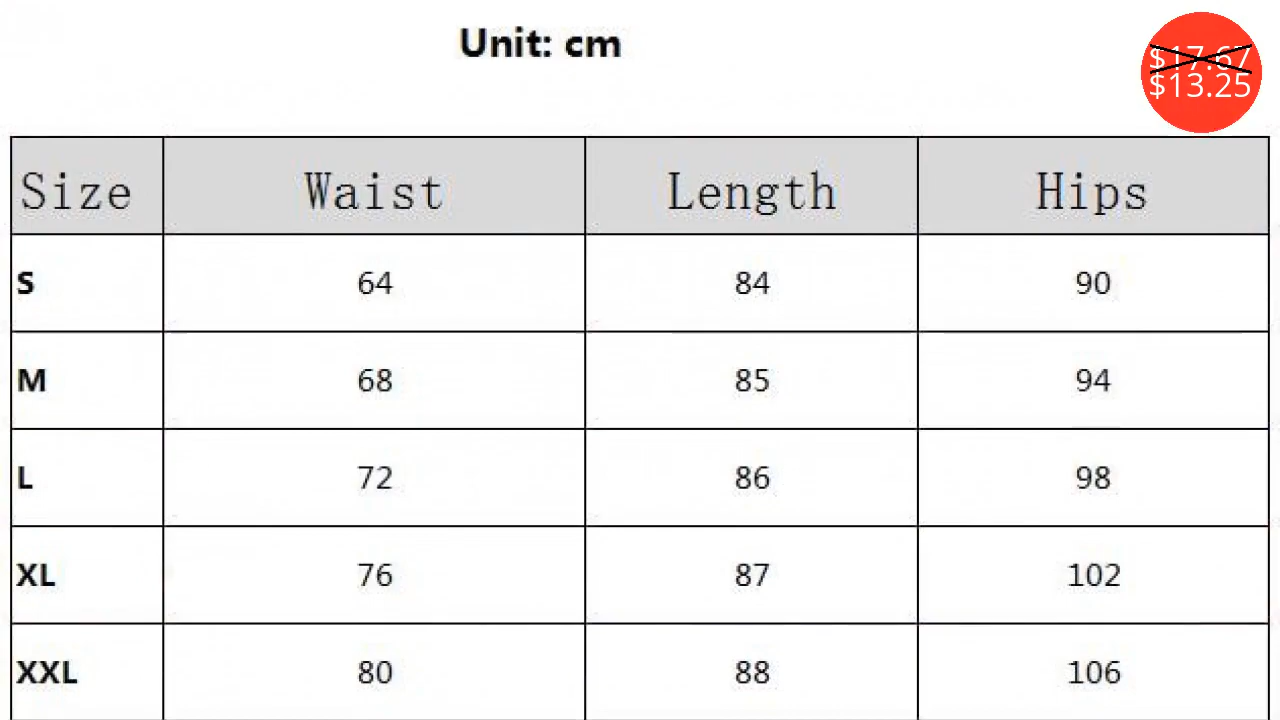 Unit: cm
$17.67
$13.25
Size Waist Length Hips
S 64 84 90
M 68 85 94
L 72 86 98
XL 76 87 102
XXL 80 88 106